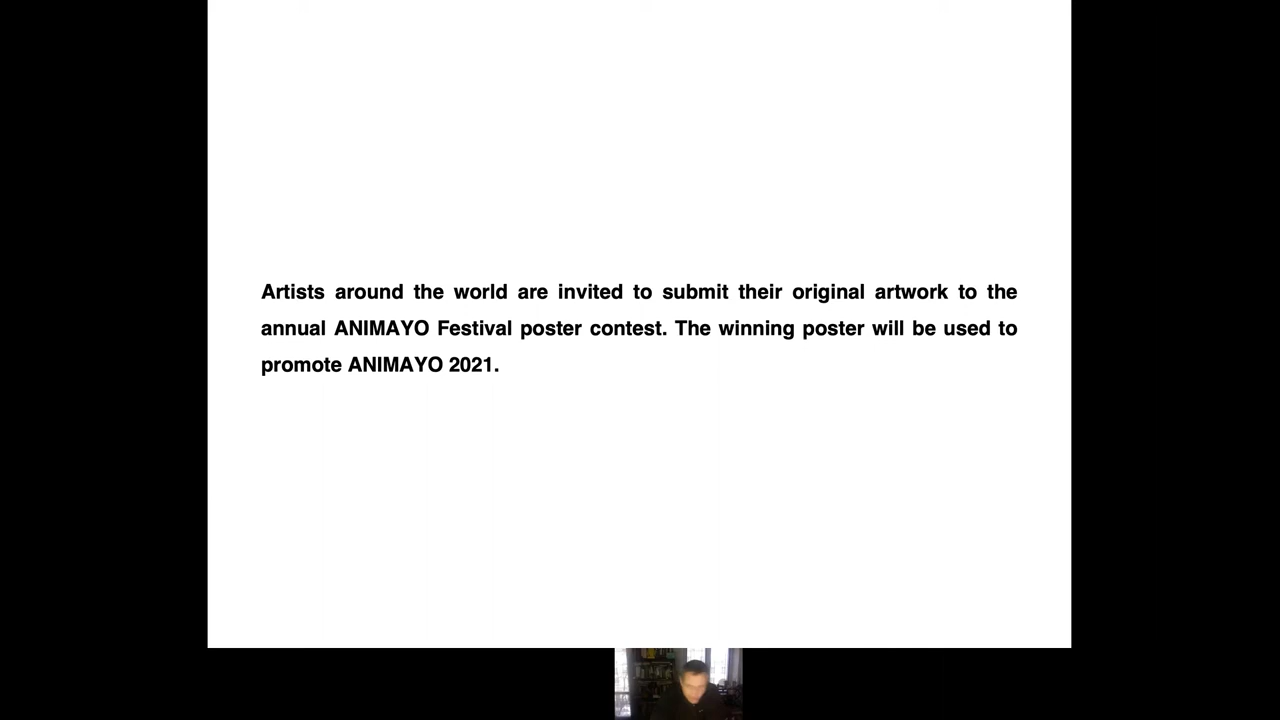 Artists around the world are invited to submit their original artwork to the
annual ANIMAYO Festival poster contest. The winning poster will be used to
promote ANIMAYO 2021.